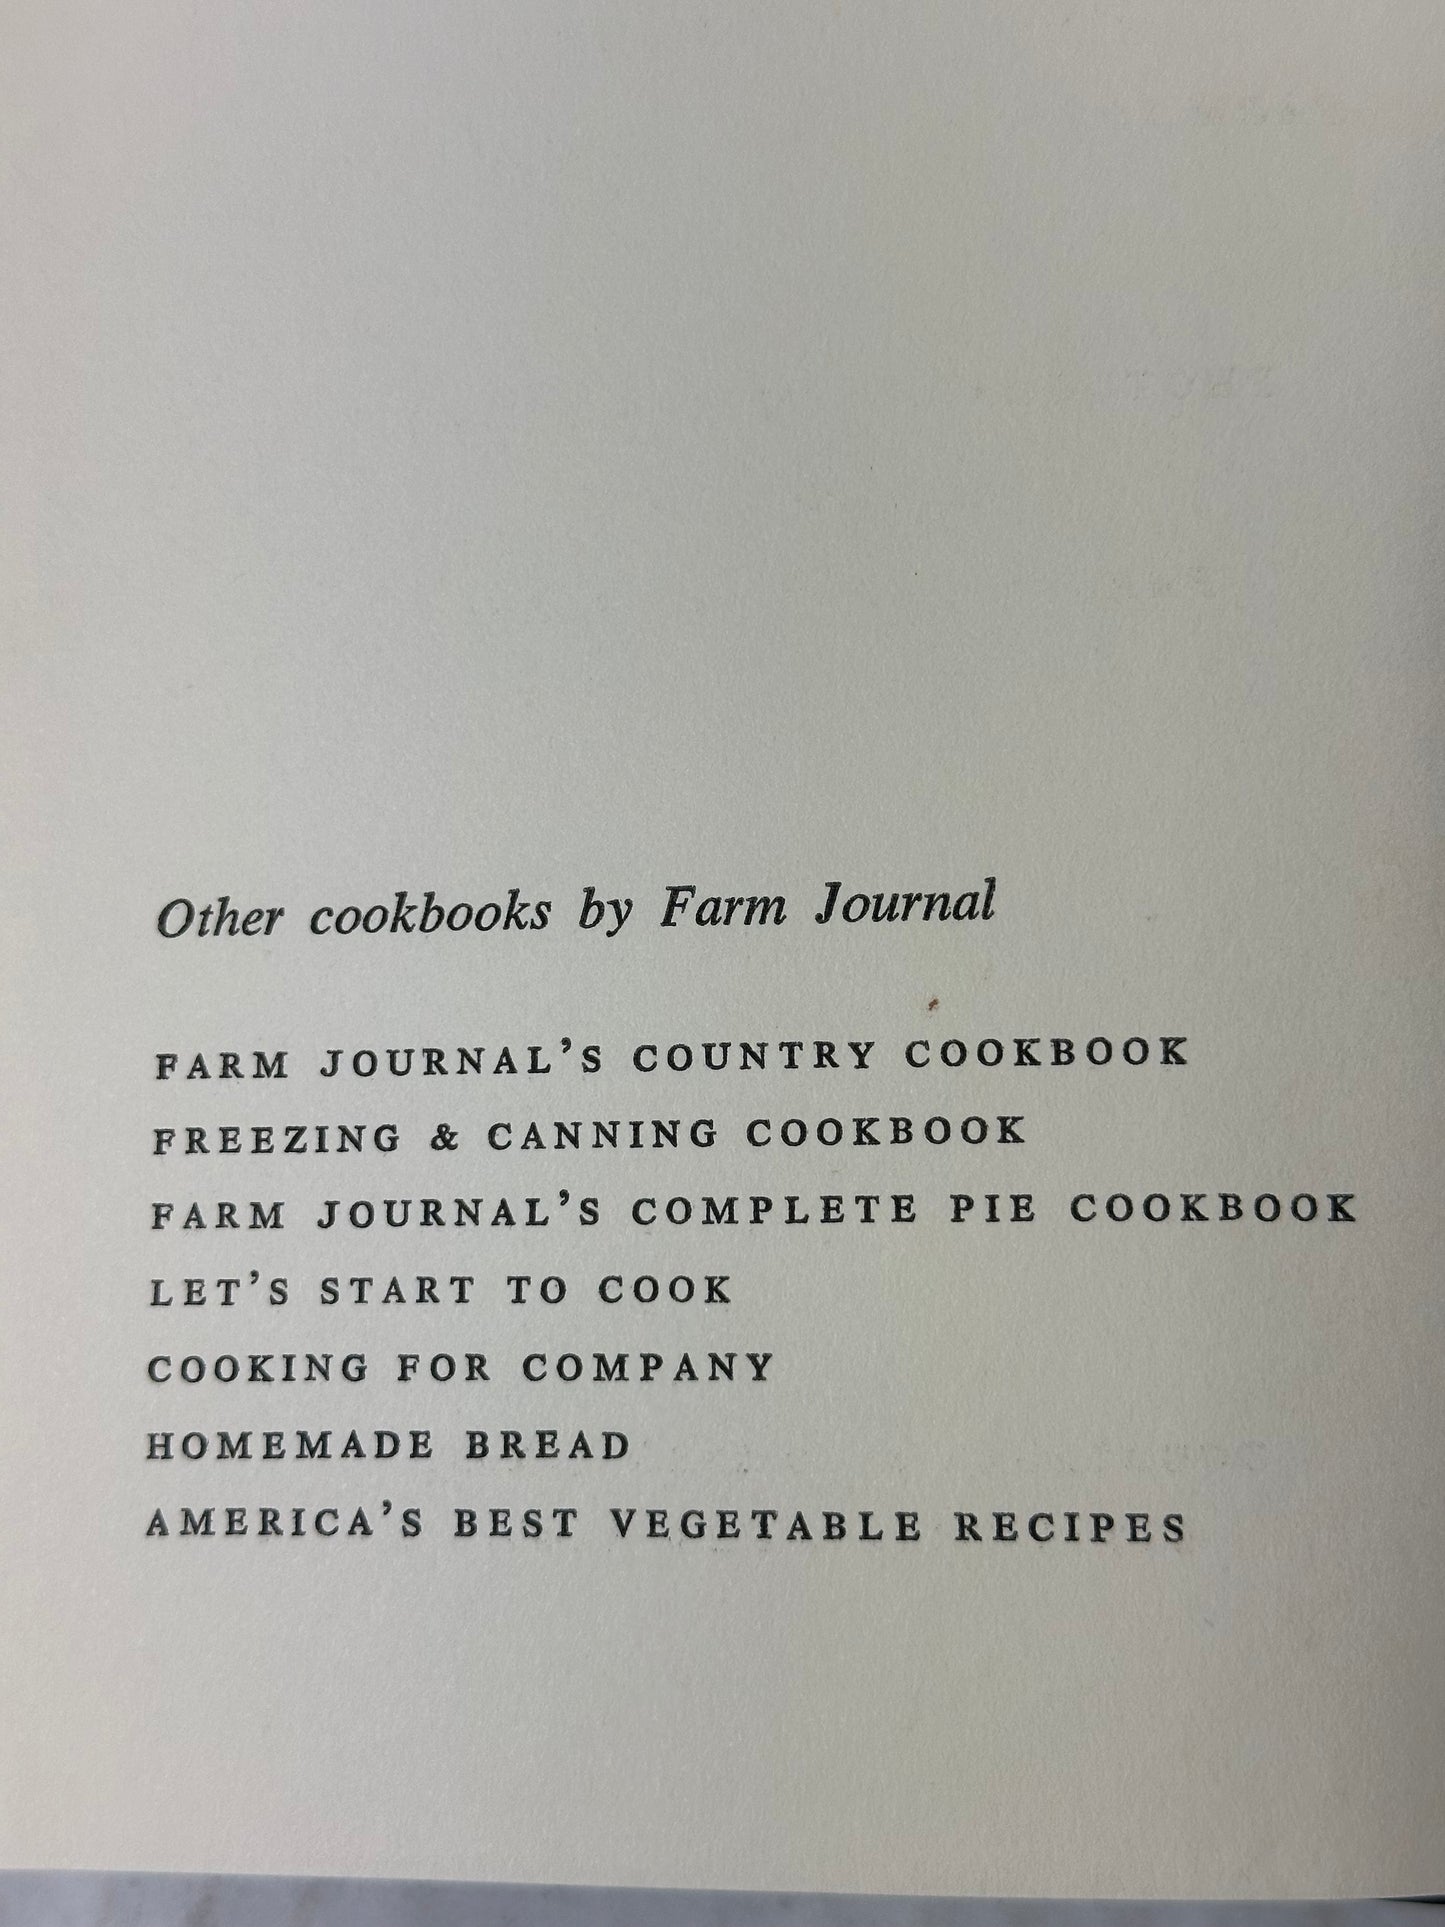 Other cookbooks by Farm Journal
FARM JOURNAL’S COUNTRY COOKBOOK
FREEZING & CANNING COOKBOOK
FARM JOURNAL’S COMPLETE PIE COOKBOOK
LET’S START TO COOK
COOKING FOR COMPANY
HOMEMADE BREAD
AMERICA’S BEST VEGETABLE RECIPES